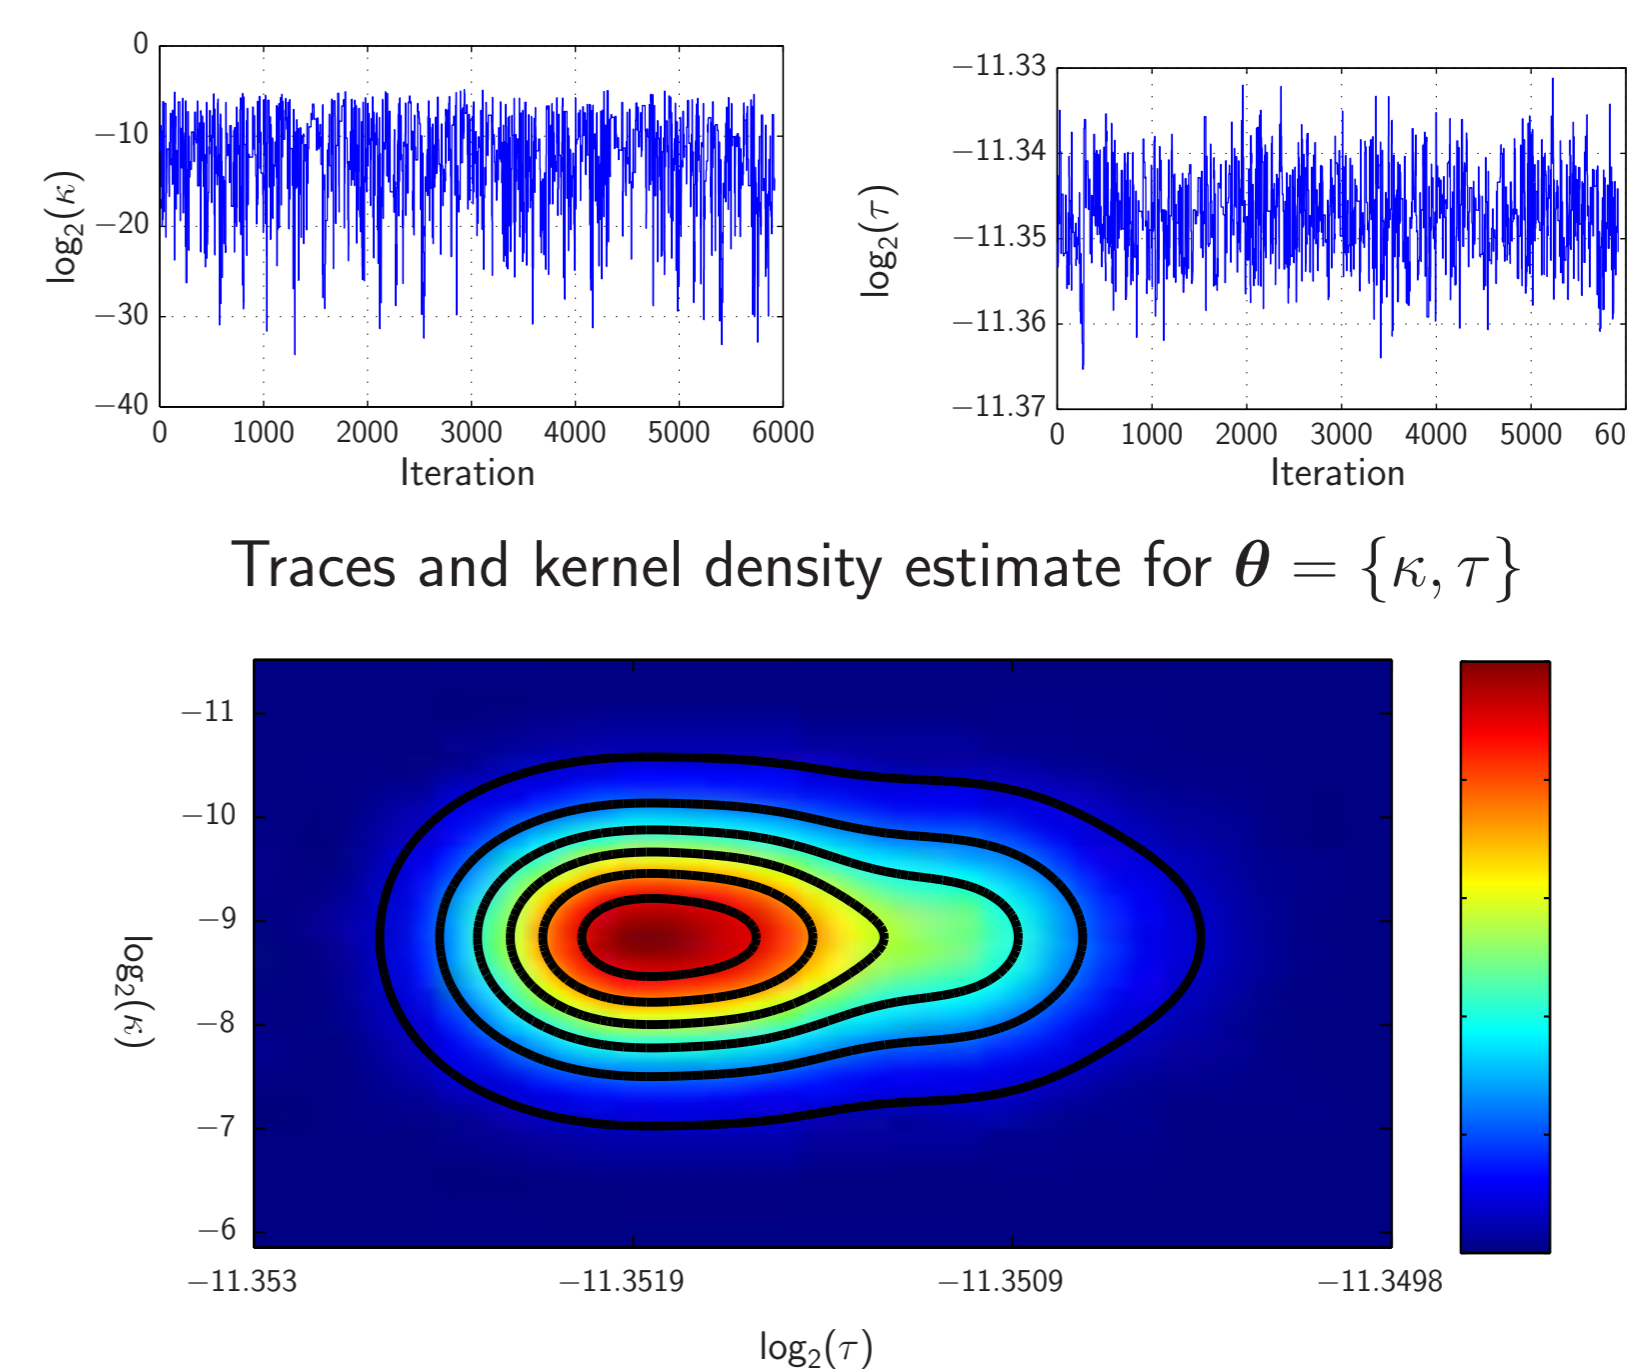 0
−10
−20
−30
−40
log₂(κ)
0 1000 2000 3000 4000 5000 6000
Iteration
−11.33
−11.34
−11.35
−11.36
−11.37
log₂(τ)
0 1000 2000 3000 4000 5000 60
Iteration
Traces and kernel density estimate for θ = {κ, τ}
−11
−10
−9
−8
−7
−6
log₂(κ)
−11.353 −11.3519 −11.3509 −11.3498
log₂(τ)